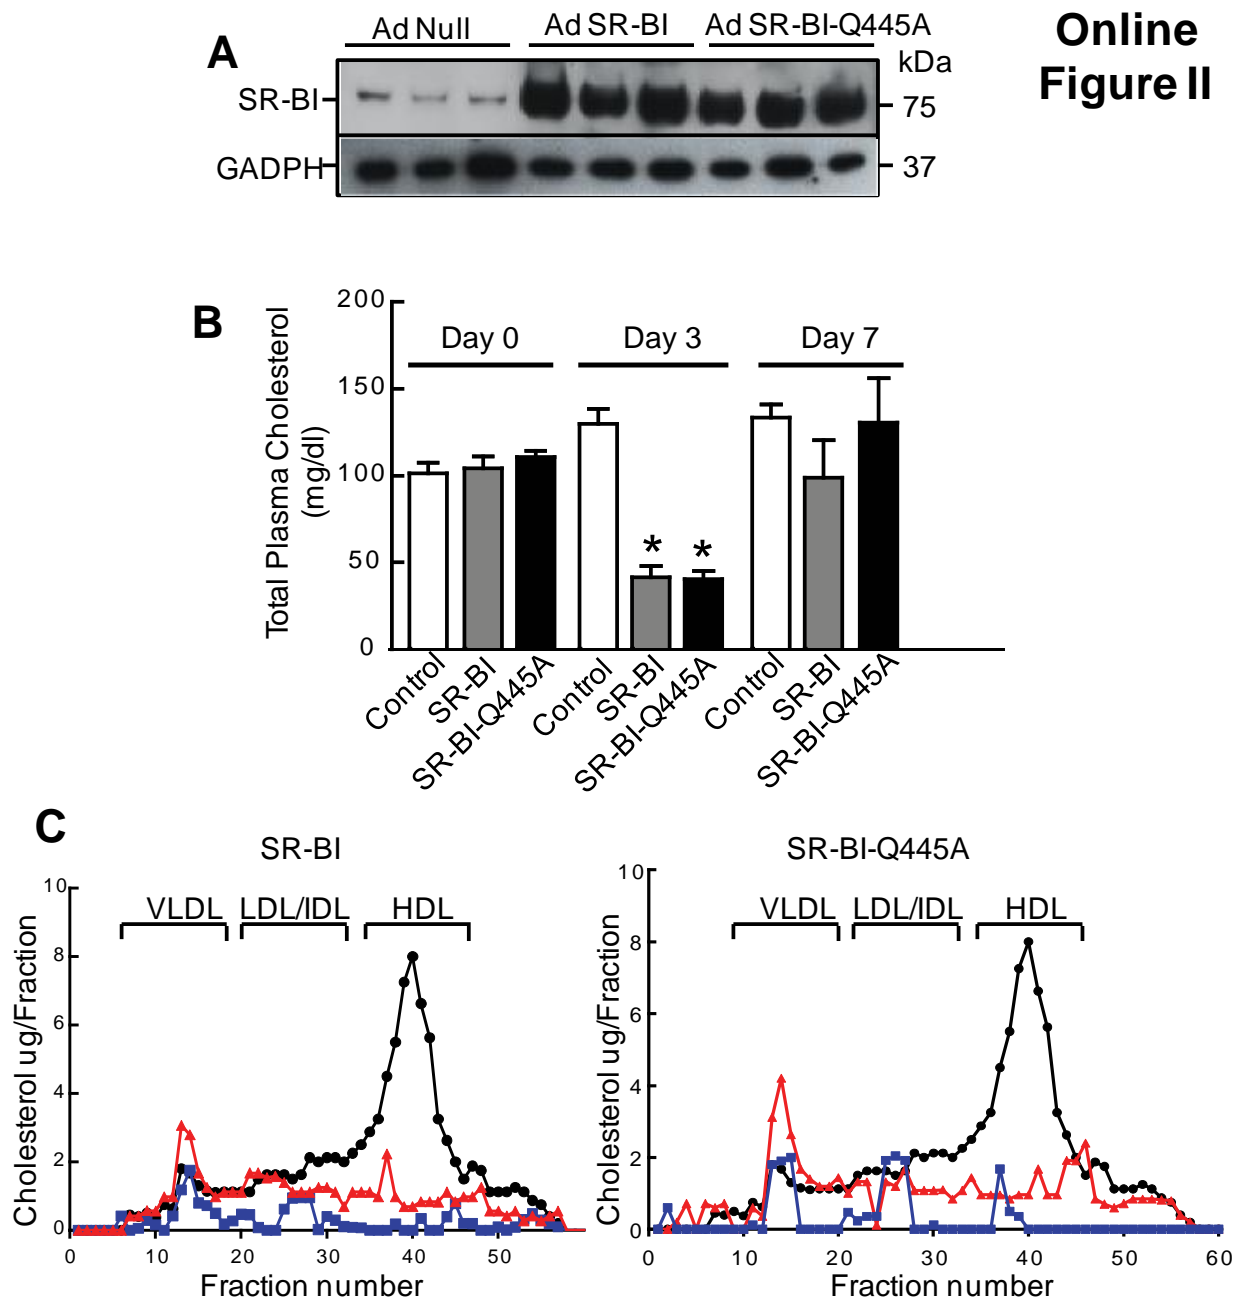 Online
Figure II
A
Ad Null
Ad SR-BI
Ad SR-BI-Q445A
kDa
SR-BI
75
GADPH
37
B
Total Plasma Cholesterol
(mg/dl)
200
150
100
50
0
Day 0
Day 3
Day 7
*
*
Control
SR-BI
SR-BI-Q445A
Control
SR-BI
SR-BI-Q445A
Control
SR-BI
SR-BI-Q445A
C
SR-BI
Cholesterol ug/Fraction
10
8
6
4
2
0
VLDL
LDL/IDL
HDL
0 10 20 30 40 50
Fraction number
SR-BI-Q445A
Cholesterol ug/Fraction
10
8
6
4
2
0
VLDL
LDL/IDL
HDL
0 10 20 30 40 50 60
Fraction number